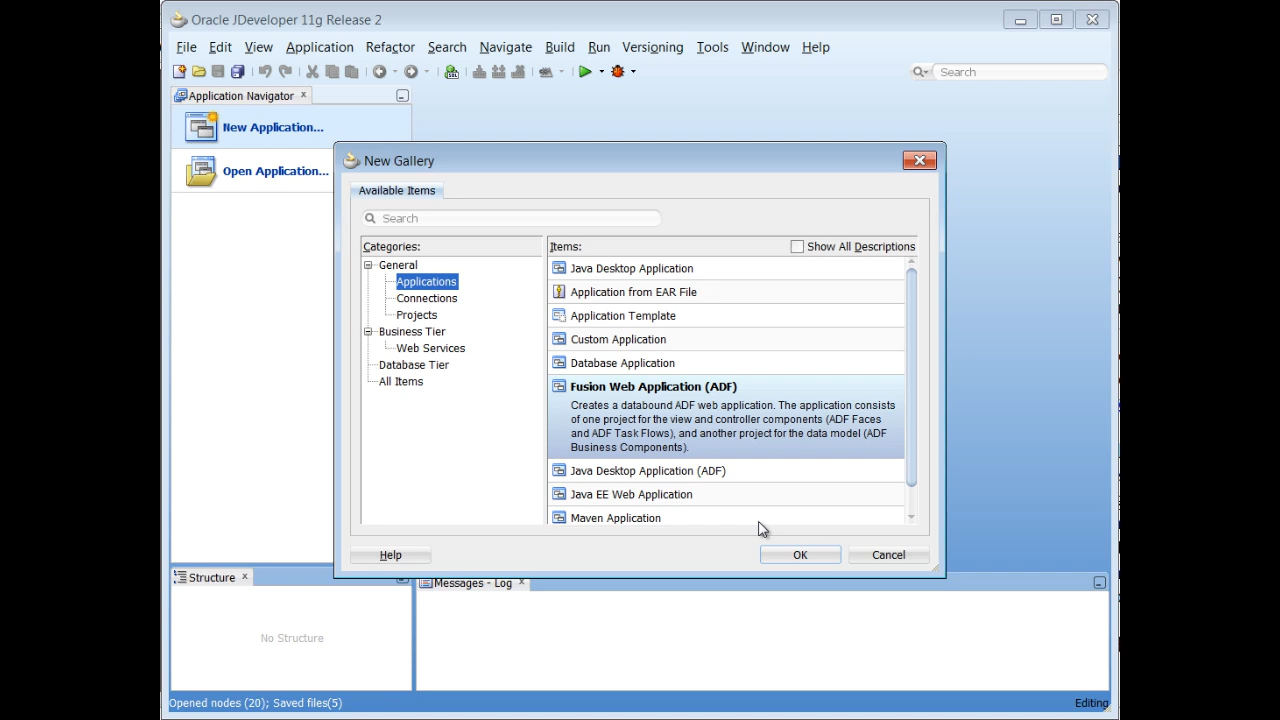 Oracle JDeveloper 11g Release 2
File Edit View Application Refactor Search Navigate Build Run Versioning Tools Window Help
Search
Application Navigator
New Application...
Open Application...
New Gallery
Available Items
Search
Categories:
General
Applications
Connections
Projects
Business Tier
Web Services
Database Tier
All Items
Items:
Show All Descriptions
Java Desktop Application
Application from EAR File
Application Template
Custom Application
Database Application
Fusion Web Application (ADF)
Creates a databound ADF web application. The application consists
of one project for the view and controller components (ADF Faces
and ADF Task Flows), and another project for the data model (ADF
Business Components).
Java Desktop Application (ADF)
Java EE Web Application
Maven Application
Help
OK
Cancel
Structure
No Structure
Messages - Log
Opened nodes (20); Saved files(5)
Editing